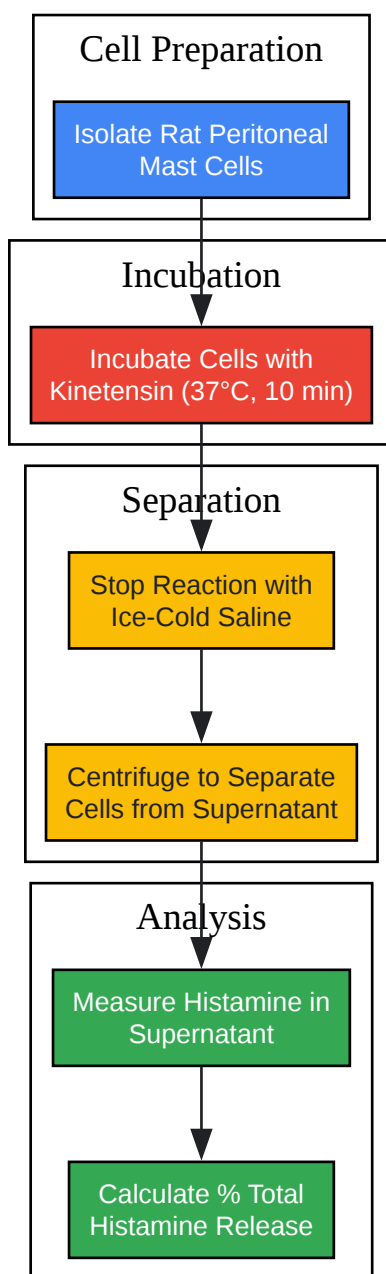 Cell Preparation
Isolate Rat Peritoneal
Mast Cells
Incubation
Incubate Cells with
Kinetensin (37°C, 10 min)
Separation
Stop Reaction with
Ice-Cold Saline
Centrifuge to Separate
Cells from Supernatant
Analysis
Measure Histamine in
Supernatant
Calculate % Total
Histamine Release